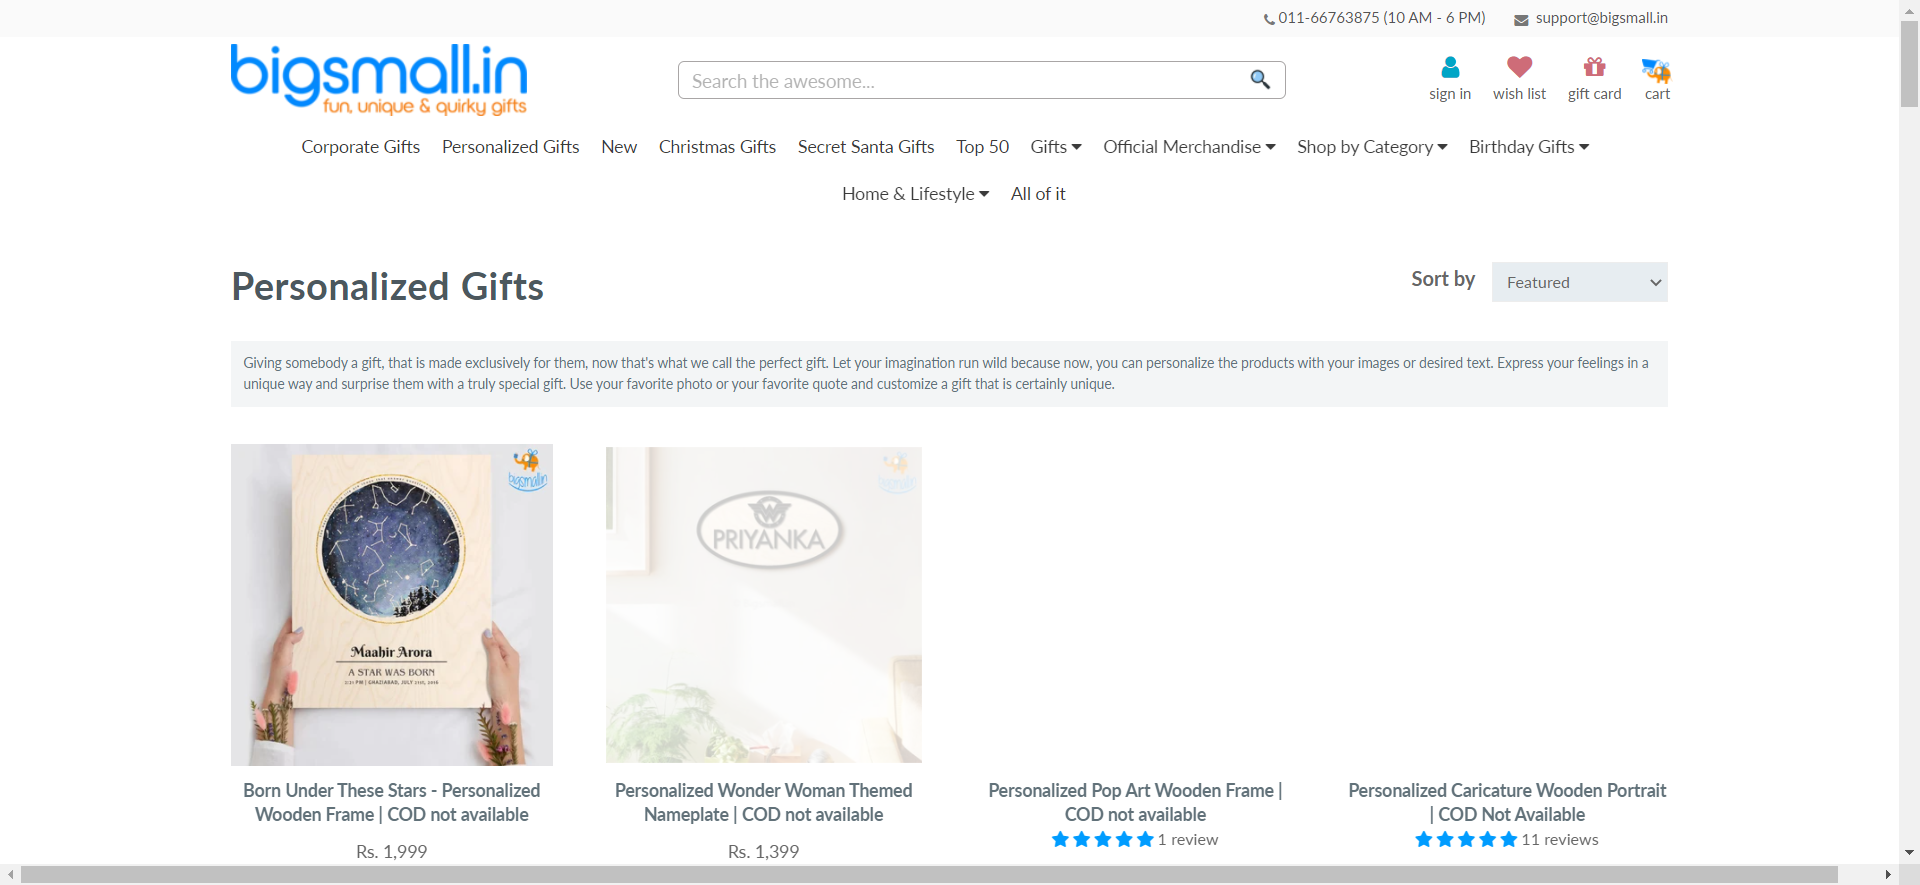 011-66763875 (10 AM - 6 PM) support@bigsmall.in
bigsmall.in
fun, unique & quirky gifts
Search the awesome...
sign in wish list gift card cart
Corporate Gifts Personalized Gifts New Christmas Gifts Secret Santa Gifts Top 50 Gifts Official Merchandise Shop by Category Birthday Gifts
Home & Lifestyle All of it
Personalized Gifts
Sort by Featured
Giving somebody a gift, that is made exclusively for them, now that's what we call the perfect gift. Let your imagination run wild because now, you can personalize the products with your images or desired text. Express your feelings in a
unique way and surprise them with a truly special gift. Use your favorite photo or your favorite quote and customize a gift that is certainly unique.
bigsmall.in
Maahir Arora
A STAR WAS BORN
bigsmall.in
PRIYANKA
Born Under These Stars - Personalized
Wooden Frame | COD not available
Rs. 1,999
Personalized Wonder Woman Themed
Nameplate | COD not available
Rs. 1,399
Personalized Pop Art Wooden Frame |
COD not available
1 review
Personalized Caricature Wooden Portrait
| COD Not Available
11 reviews